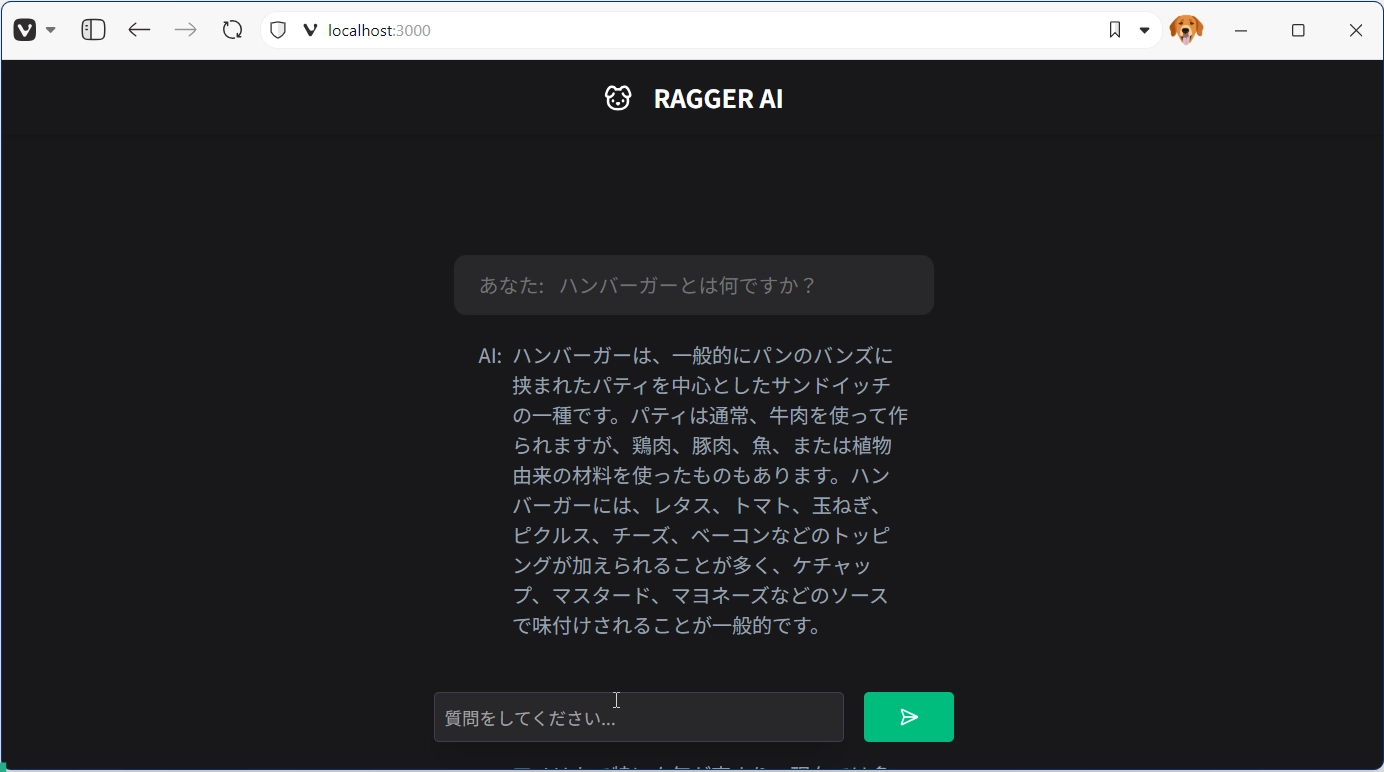 localhost:3000
RAGGER AI
あなた: ハンバーガーとは何ですか？
AI: ハンバーガーは、一般的にパンのバンズに
挟まれたパティを中心としたサンドイッチ
の一種です。パティは通常、牛肉を使って作
られますが、鶏肉、豚肉、魚、または植物
由来の材料を使ったものもあります。ハン
バーガーには、レタス、トマト、玉ねぎ、
ピクルス、チーズ、ベーコンなどのトッピ
ングが加えられることが多く、ケチャッ
プ、マスタード、マヨネーズなどのソース
で味付けされることが一般的です。
質問をしてください...